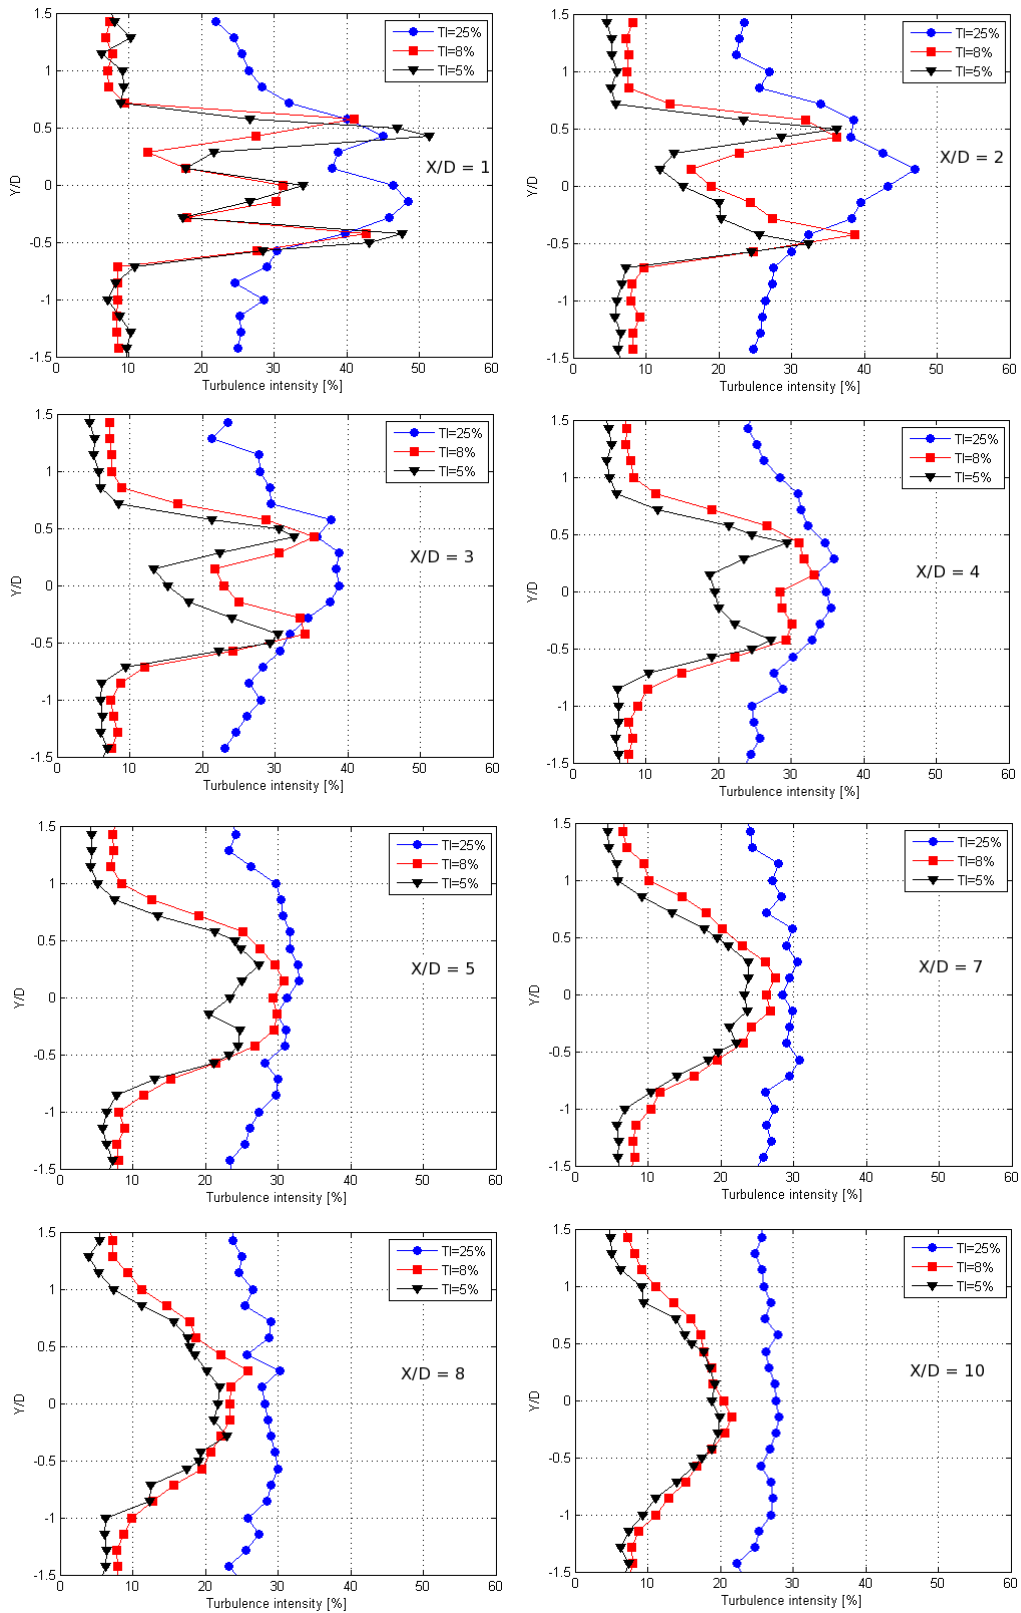 1.5
1
0.5
0
-0.5
-1
-1.5
Y/D
TI=25%
TI=8%
TI=5%
X/D = 1
0 10 20 30 40 50 60
Turbulence intensity [%]
1.5
1
0.5
0
-0.5
-1
-1.5
Y/D
TI=25%
TI=8%
TI=5%
X/D = 2
0 10 20 30 40 50 60
Turbulence intensity [%]
1.5
1
0.5
0
-0.5
-1
-1.5
Y/D
TI=25%
TI=8%
TI=5%
X/D = 3
0 10 20 30 40 50 60
Turbulence intensity [%]
1.5
1
0.5
0
-0.5
-1
-1.5
Y/D
TI=25%
TI=8%
TI=5%
X/D = 4
0 10 20 30 40 50 60
Turbulence intensity [%]
1.5
1
0.5
0
-0.5
-1
-1.5
Y/D
TI=25%
TI=8%
TI=5%
X/D = 5
0 10 20 30 40 50 60
Turbulence intensity [%]
1.5
1
0.5
0
-0.5
-1
-1.5
Y/D
TI=25%
TI=8%
TI=5%
X/D = 7
0 10 20 30 40 50 60
Turbulence intensity [%]
1.5
1
0.5
0
-0.5
-1
-1.5
Y/D
TI=25%
TI=8%
TI=5%
X/D = 8
0 10 20 30 40 50 60
Turbulence intensity [%]
1.5
1
0.5
0
-0.5
-1
-1.5
Y/D
TI=25%
TI=8%
TI=5%
X/D = 10
0 10 20 30 40 50 60
Turbulence intensity [%]